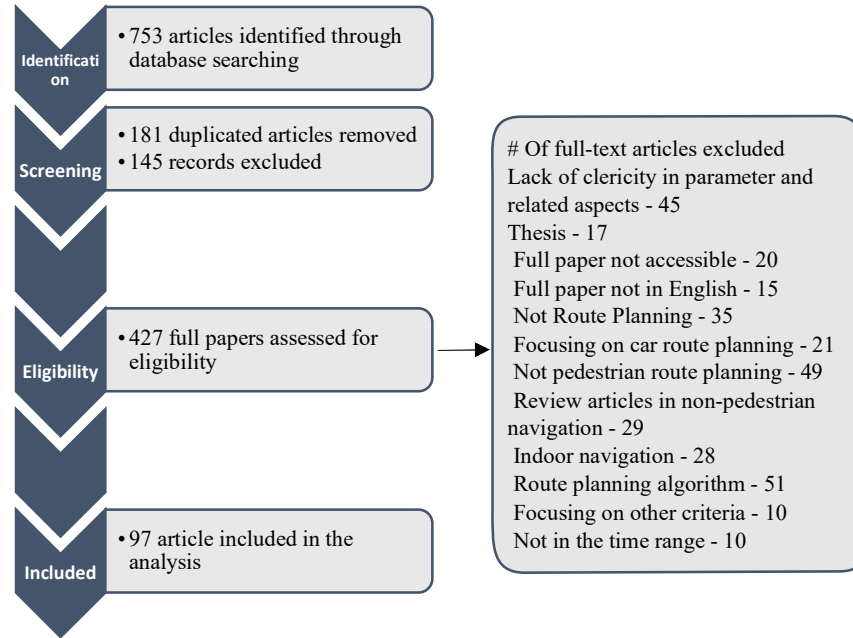 Identificati
on
• 753 articles identified through
database searching
Screening
• 181 duplicated articles removed
• 145 records excluded
Eligibility
• 427 full papers assessed for
eligibility
# Of full-text articles excluded
Lack of clericity in parameter and
related aspects - 45
Thesis - 17
Full paper not accessible - 20
Full paper not in English - 15
Not Route Planning - 35
Focusing on car route planning - 21
Not pedestrian route planning - 49
Review articles in non-pedestrian
navigation - 29
Indoor navigation - 28
Route planning algorithm - 51
Focusing on other criteria - 10
Not in the time range - 10
Included
• 97 article included in the
analysis